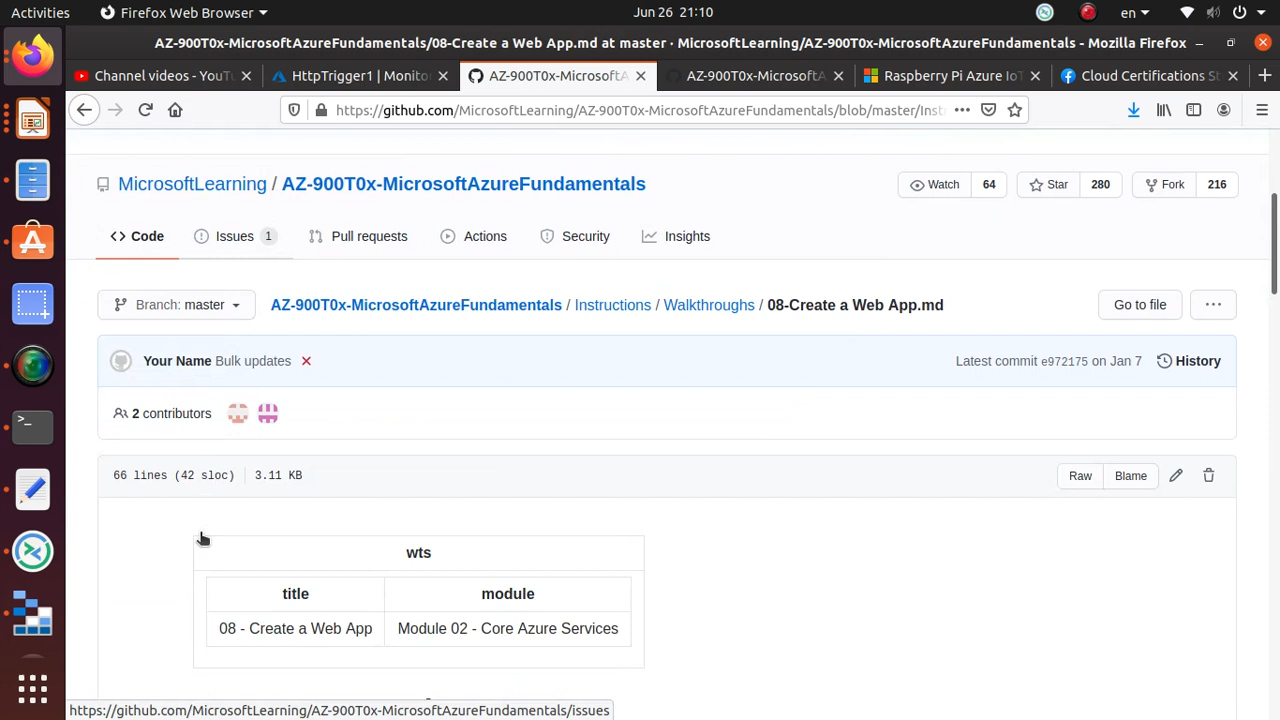 Activities Firefox Web Browser Jun 26 21:10 en
AZ-900T0x-MicrosoftAzureFundamentals/08-Create a Web App.md at master · MicrosoftLearning/AZ-900T0x-MicrosoftAzureFundamentals - Mozilla Firefox
Channel videos - YouTu HttpTrigger1 | Monitor AZ-900T0x-MicrosoftA AZ-900T0x-MicrosoftA Raspberry Pi Azure IoT Cloud Certifications St
https://github.com/MicrosoftLearning/AZ-900T0x-MicrosoftAzureFundamentals/blob/master/Inst
MicrosoftLearning / AZ-900T0x-MicrosoftAzureFundamentals Watch 64 Star 280 Fork 216
Code Issues 1 Pull requests Actions Security Insights
Branch: master AZ-900T0x-MicrosoftAzureFundamentals / Instructions / Walkthroughs / 08-Create a Web App.md Go to file
Your Name Bulk updates Latest commit e972175 on Jan 7 History
2 contributors
66 lines (42 sloc) 3.11 KB Raw Blame
wts
title module
08 - Create a Web App Module 02 - Core Azure Services
https://github.com/MicrosoftLearning/AZ-900T0x-MicrosoftAzureFundamentals/issues